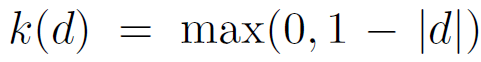 k(d) = max(0, 1 − |d|)